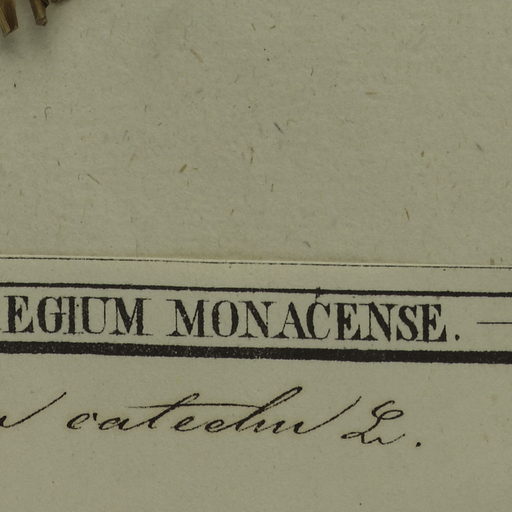 EGIUM MONACENSE. —
catechu L.